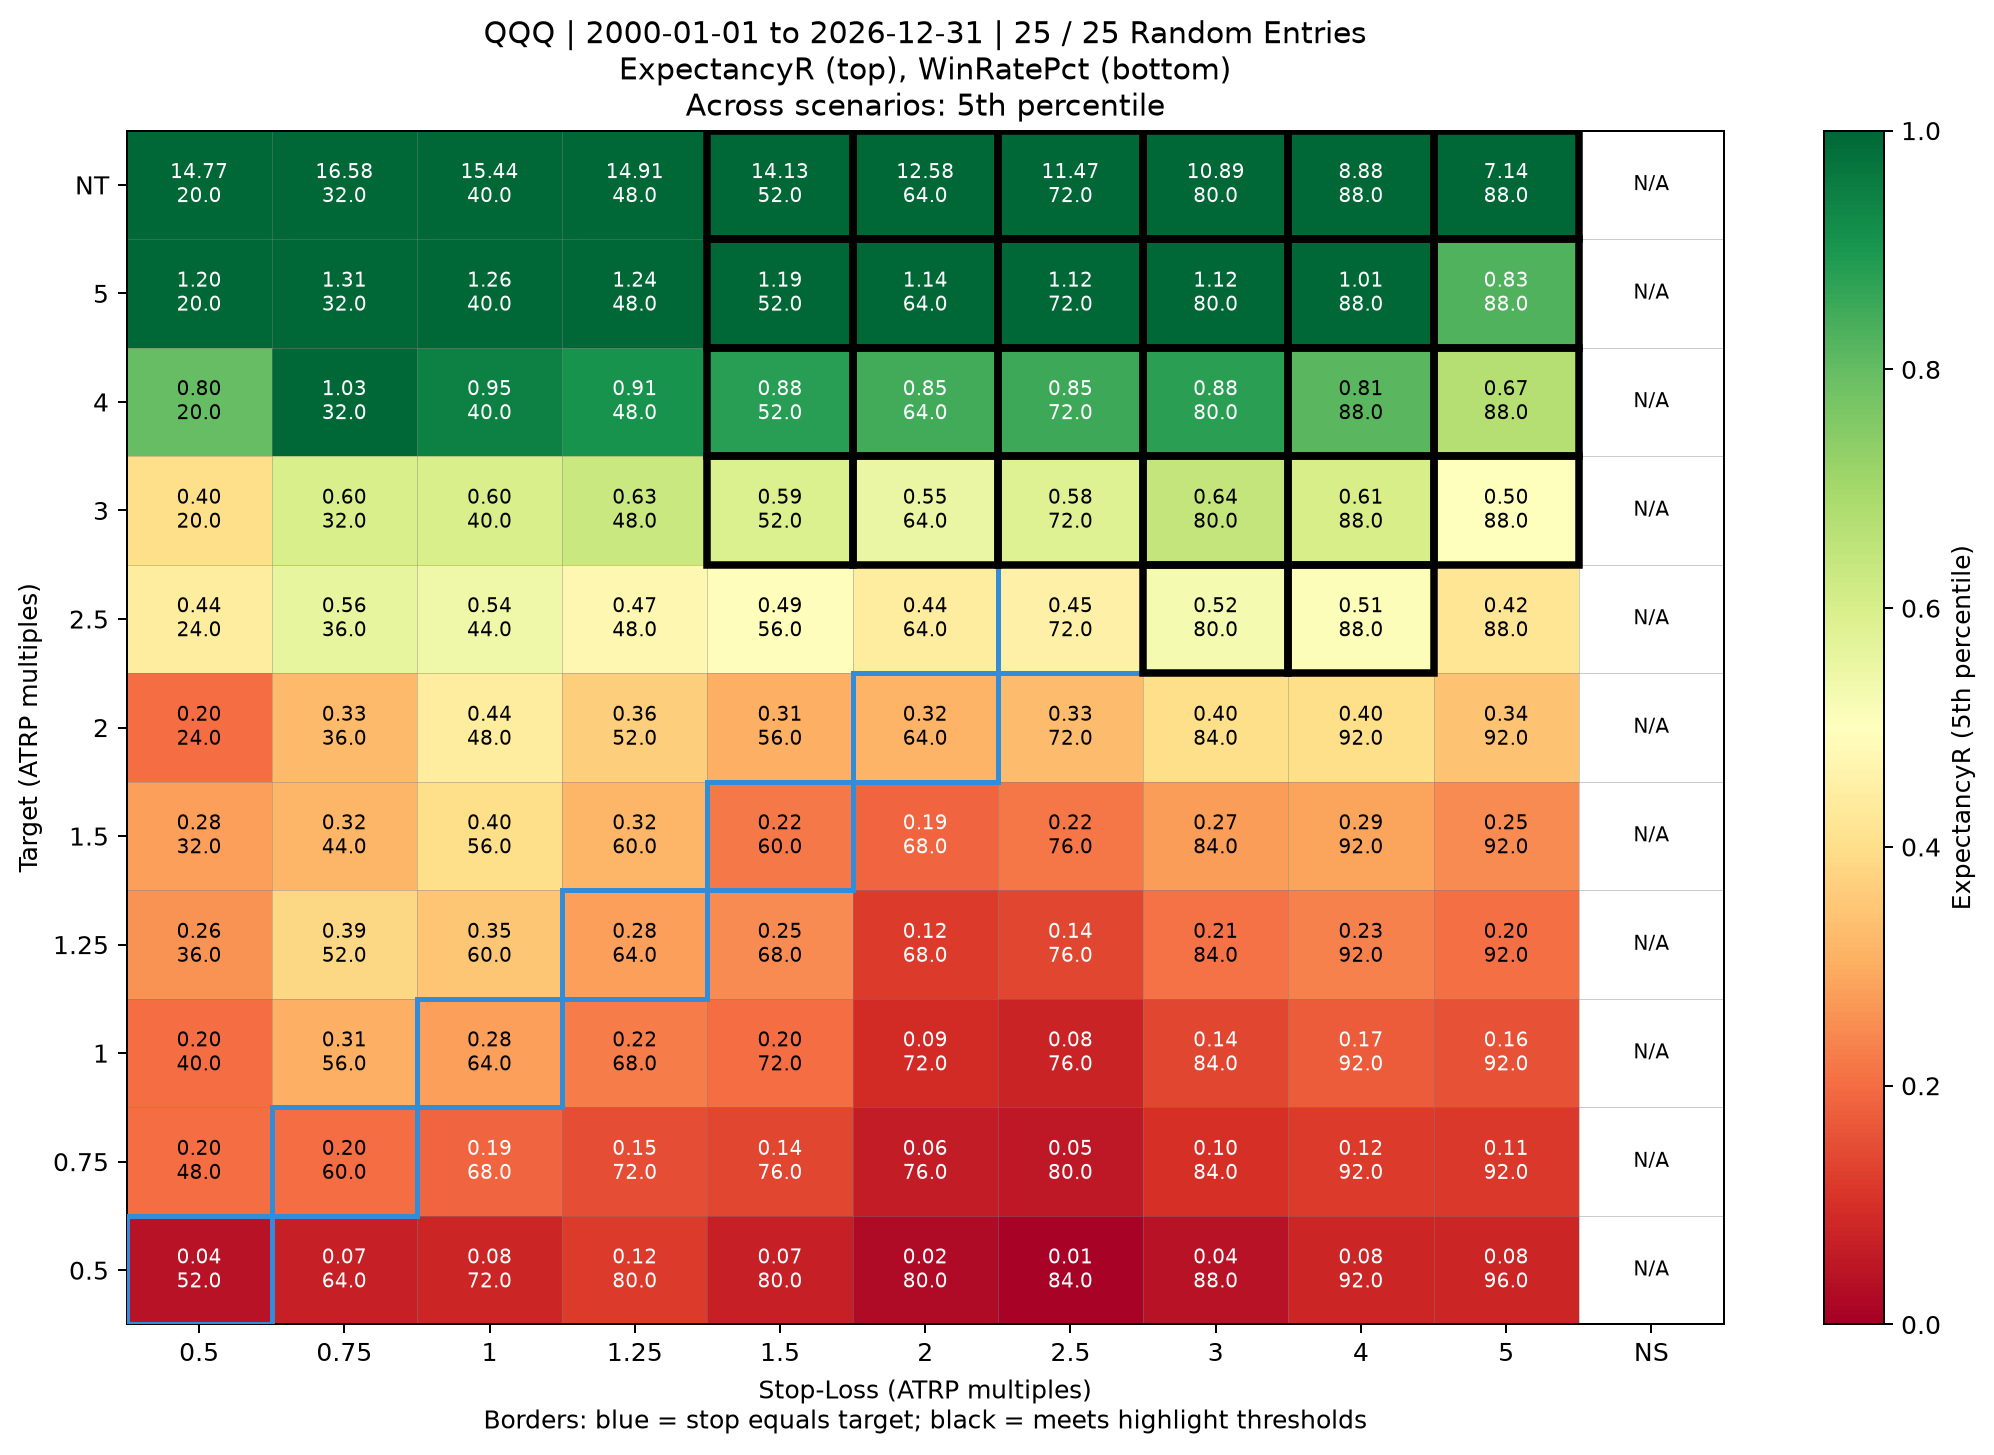 QQQ | 2000-01-01 to 2026-12-31 | 25 / 25 Random Entries
ExpectancyR (top), WinRatePct (bottom)
Across scenarios: 5th percentile
NT 14.77 16.58 15.44 14.91 14.13 12.58 11.47 10.89 8.88 7.14 N/A
20.0 32.0 40.0 48.0 52.0 64.0 72.0 80.0 88.0 88.0
5 1.20 1.31 1.26 1.24 1.19 1.14 1.12 1.12 1.01 0.83 N/A
20.0 32.0 40.0 48.0 52.0 64.0 72.0 80.0 88.0 88.0
4 0.80 1.03 0.95 0.91 0.88 0.85 0.85 0.88 0.81 0.67 N/A
20.0 32.0 40.0 48.0 52.0 64.0 72.0 80.0 88.0 88.0
3 0.40 0.60 0.60 0.63 0.59 0.55 0.58 0.64 0.61 0.50 N/A
20.0 32.0 40.0 48.0 52.0 64.0 72.0 80.0 88.0 88.0
2.5 0.44 0.56 0.54 0.47 0.49 0.44 0.45 0.52 0.51 0.42 N/A
24.0 36.0 44.0 48.0 56.0 64.0 72.0 80.0 88.0 88.0
2 0.20 0.33 0.44 0.36 0.31 0.32 0.33 0.40 0.40 0.34 N/A
24.0 36.0 48.0 52.0 56.0 64.0 72.0 84.0 92.0 92.0
1.5 0.28 0.32 0.40 0.32 0.22 0.19 0.22 0.27 0.29 0.25 N/A
32.0 44.0 56.0 60.0 60.0 68.0 76.0 84.0 92.0 92.0
1.25 0.26 0.39 0.35 0.28 0.25 0.12 0.14 0.21 0.23 0.20 N/A
36.0 52.0 60.0 64.0 68.0 68.0 76.0 84.0 92.0 92.0
1 0.20 0.31 0.28 0.22 0.20 0.09 0.08 0.14 0.17 0.16 N/A
40.0 56.0 64.0 68.0 72.0 72.0 76.0 84.0 92.0 92.0
0.75 0.20 0.20 0.19 0.15 0.14 0.06 0.05 0.10 0.12 0.11 N/A
48.0 60.0 68.0 72.0 76.0 76.0 80.0 84.0 92.0 92.0
0.5 0.04 0.07 0.08 0.12 0.07 0.02 0.01 0.04 0.08 0.08 N/A
52.0 64.0 72.0 80.0 80.0 80.0 84.0 88.0 92.0 96.0
0.5 0.75 1 1.25 1.5 2 2.5 3 4 5 NS
Target (ATRP multiples)
Stop-Loss (ATRP multiples)
Borders: blue = stop equals target; black = meets highlight thresholds
1.0
0.8
0.6
0.4
0.2
0.0
ExpectancyR (5th percentile)